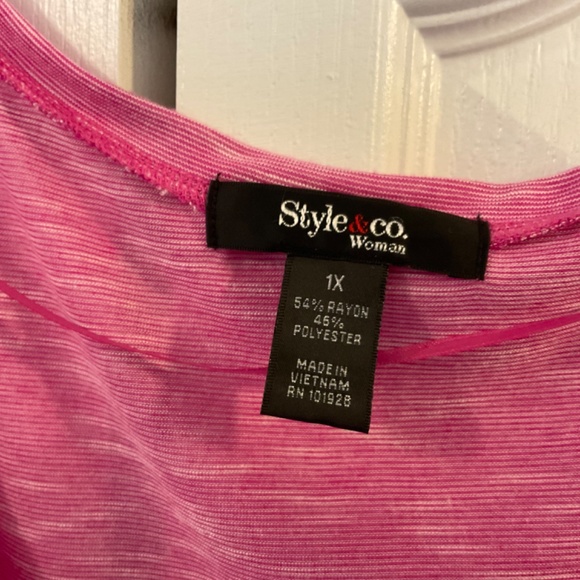 Style&co.
Woman
1X
54% RAYON
46%
POLYESTER
MADE IN
VIETNAM
RN 101928